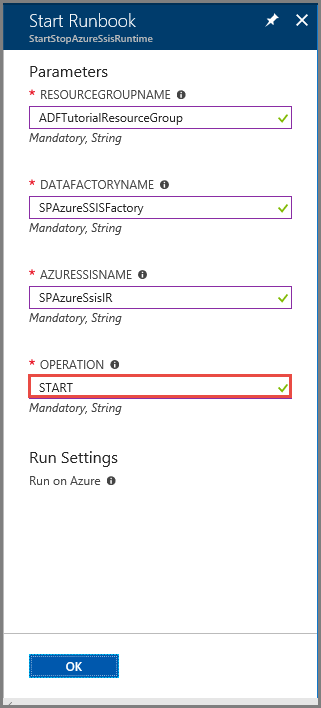 Start Runbook
StartStopAzureSsisRuntime
Parameters
* RESOURCEGROUPNAME
ADFTutorialResourceGroup
Mandatory, String
* DATAFACTORYNAME
SPAzureSSISFactory
Mandatory, String
* AZURESSISNAME
SPAzureSsisIR
Mandatory, String
* OPERATION
START
Mandatory, String
Run Settings
Run on Azure
OK